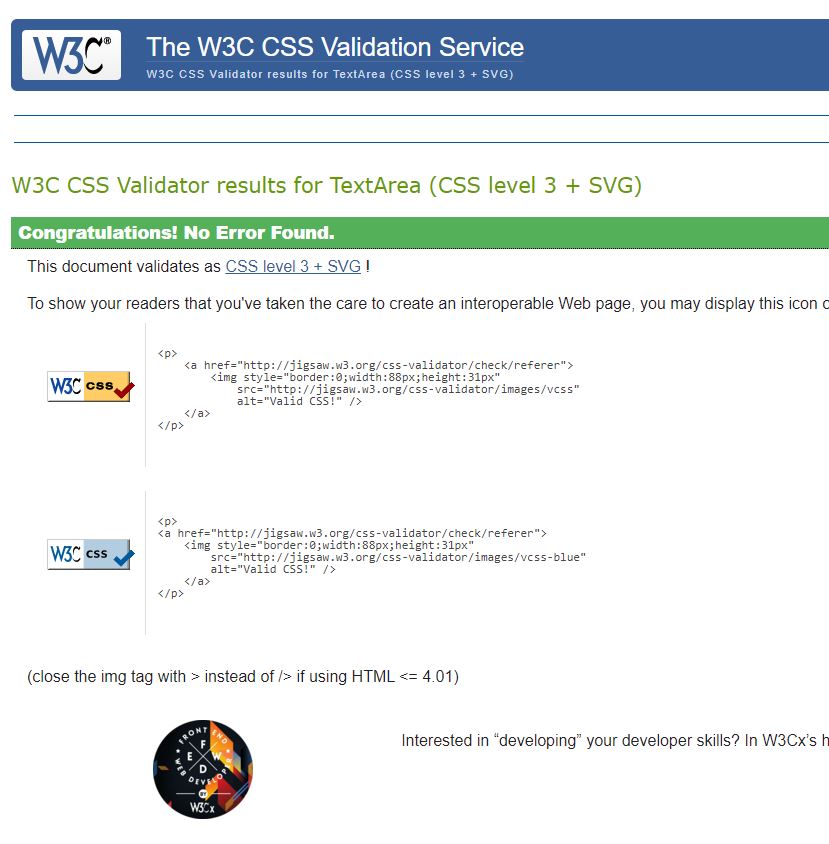 W3C®
The W3C CSS Validation Service
W3C CSS Validator results for TextArea (CSS level 3 + SVG)
W3C CSS Validator results for TextArea (CSS level 3 + SVG)
Congratulations! No Error Found.
This document validates as CSS level 3 + SVG !
To show your readers that you've taken the care to create an interoperable Web page, you may display this icon
W3C css
<p>
<a href="http://jigsaw.w3.org/css-validator/check/referer">
<img style="border:0;width:88px;height:31px"
src="http://jigsaw.w3.org/css-validator/images/vcss"
alt="Valid CSS!" />
</a>
</p>
W3C css
<p>
<a href="http://jigsaw.w3.org/css-validator/check/referer">
<img style="border:0;width:88px;height:31px"
src="http://jigsaw.w3.org/css-validator/images/vcss-blue"
alt="Valid CSS!" />
</a>
</p>
(close the img tag with > instead of /> if using HTML <= 4.01)
FRONT END
F
E W
D
WEB DEVELOPER
BY
W3Cx
Interested in “developing” your developer skills? In W3Cx’s h